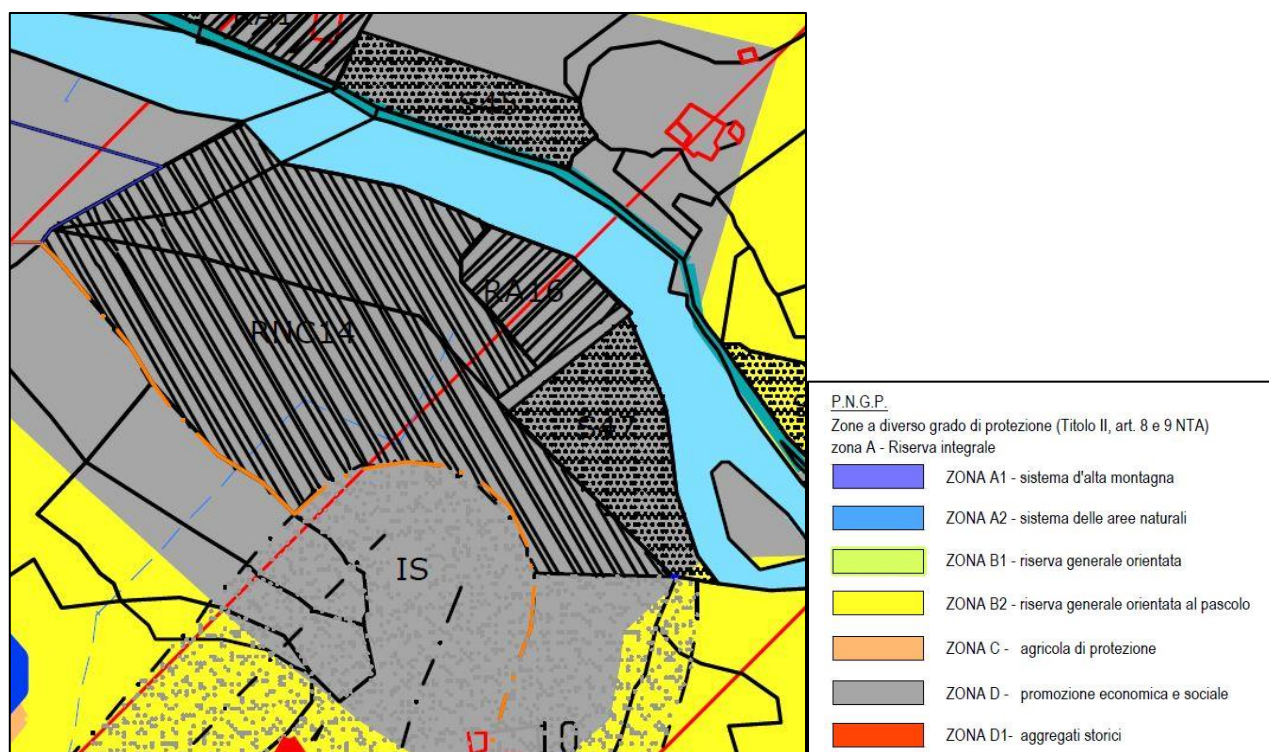 RA1
S45
RA16
RNC14
S47
IS
10
P.N.G.P.
Zone a diverso grado di protezione (Titolo II, art. 8 e 9 NTA)
zona A - Riserva integrale
ZONA A1 - sistema d'alta montagna
ZONA A2 - sistema delle aree naturali
ZONA B1 - riserva generale orientata
ZONA B2 - riserva generale orientata al pascolo
ZONA C - agricola di protezione
ZONA D - promozione economica e sociale
ZONA D1- aggregati storici